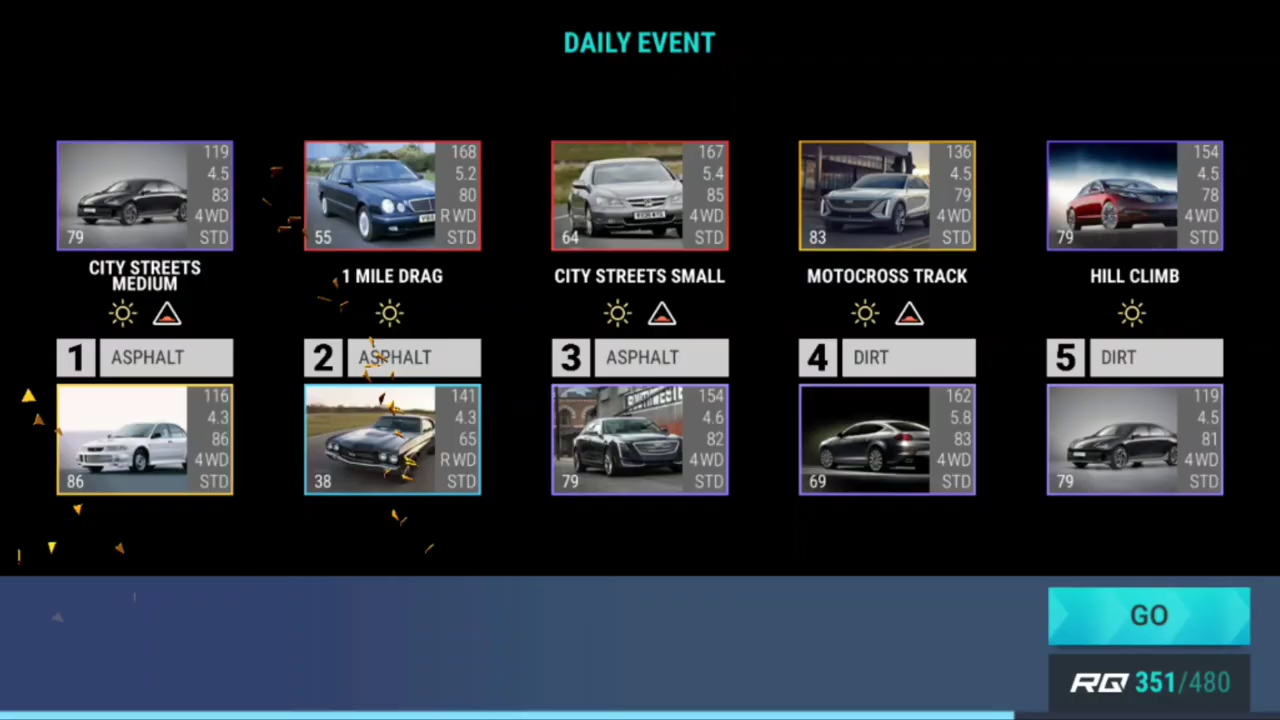 DAILY EVENT
119
4.5
83
4WD
79 STD
168
5.2
80
RWD
55 STD
167
5.4
85
4WD
64 STD
136
4.5
79
4WD
83 STD
154
4.5
78
4WD
79 STD
CITY STREETS
MEDIUM
1 MILE DRAG
CITY STREETS SMALL
MOTOCROSS TRACK
HILL CLIMB
1 ASPHALT
2 ASPHALT
3 ASPHALT
4 DIRT
5 DIRT
116
4.3
86
4WD
86 STD
141
4.3
65
RWD
38 STD
154
4.6
82
4WD
79 STD
162
5.8
83
4WD
69 STD
119
4.5
81
4WD
79 STD
GO
RQ 351/480